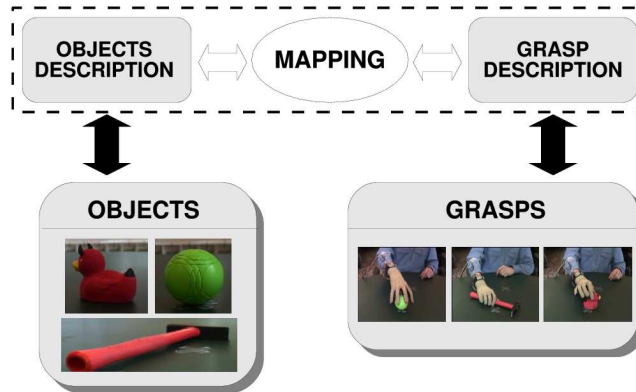 OBJECTS
DESCRIPTION
MAPPING
GRASP
DESCRIPTION
OBJECTS
GRASPS